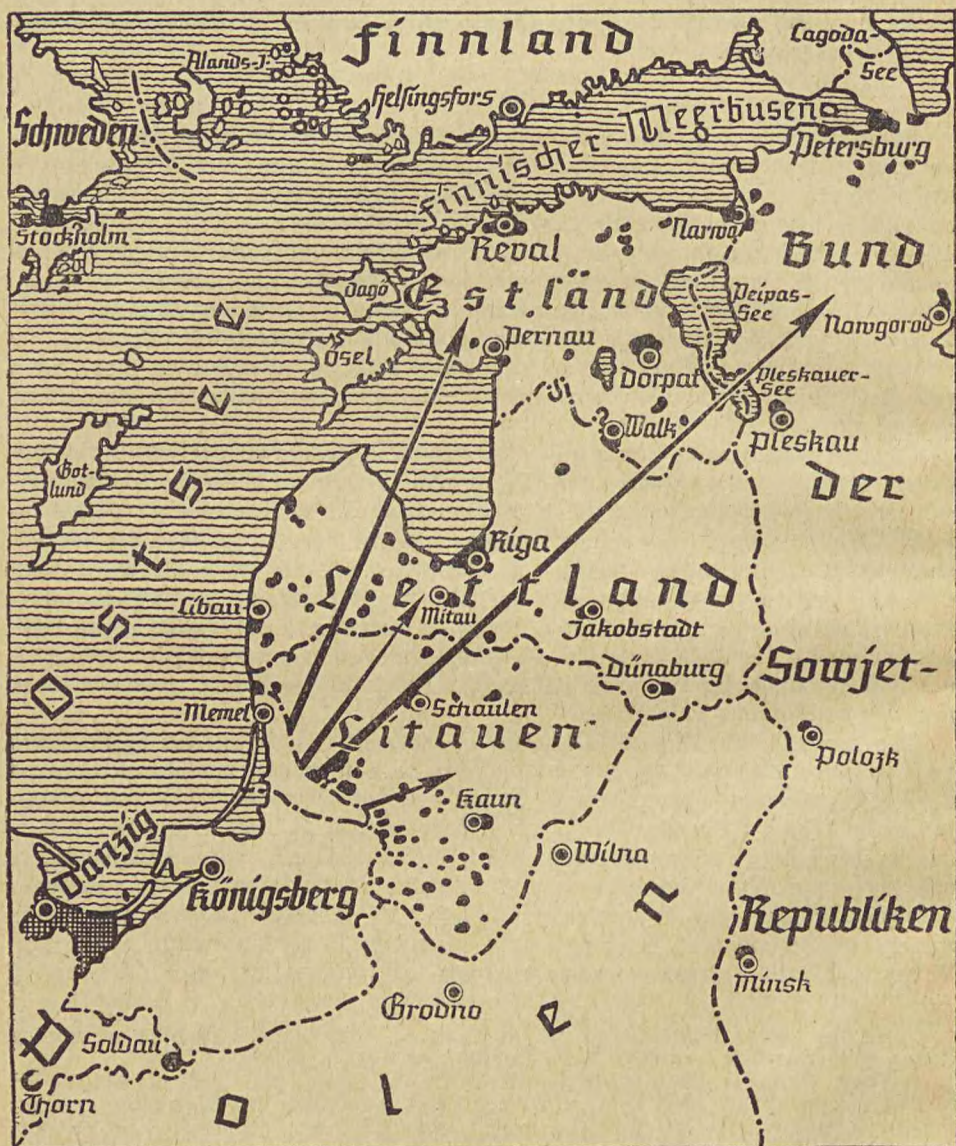 Finnland
Lagoda-
See
Alands-I.
Helsingfors
Schweden
Finnischer Meerbusen
Petersburg
Stockholm
Reval
Narwa
Bund
Dagö
Estländ
Peipas-
See
Nowgorod
Ösel
Pernau
Dorpat
Pleskauer-
See
Walk
Pleskau
Got-
lund
der
Ostsee
Riga
Lettland
Libau
Mitau
Jakobstadt
Dünaburg
Sowjet-
Memel
Schaulen
Litauen
Polozk
Kaun
Danzig
Wilna
Königsberg
Republiken
Minsk
Grodno
Soldau
Thorn
Polen